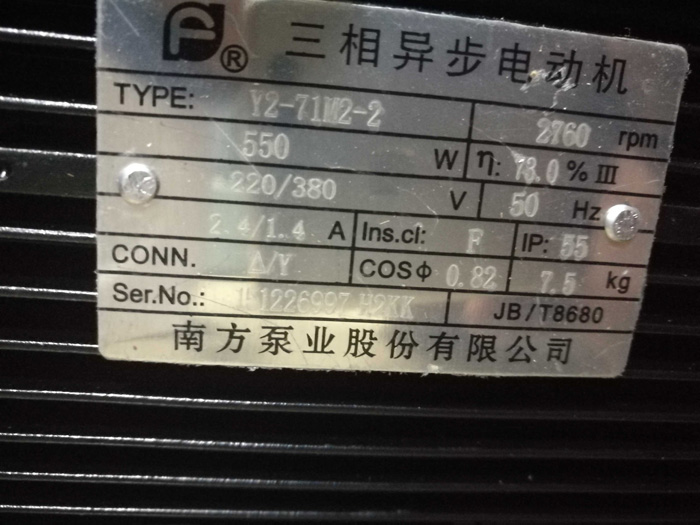 ® 三相异步电动机
TYPE: Y2-71M2-2 2760 rpm
550 W η: 73.0 % III
220/380 V 50 Hz
2.4/1.4 A Ins.cl: F IP: 55
CONN. Δ/Y COSΦ 0.82 7.5 kg
Ser.No.: JB/T8680
南方泵业股份有限公司